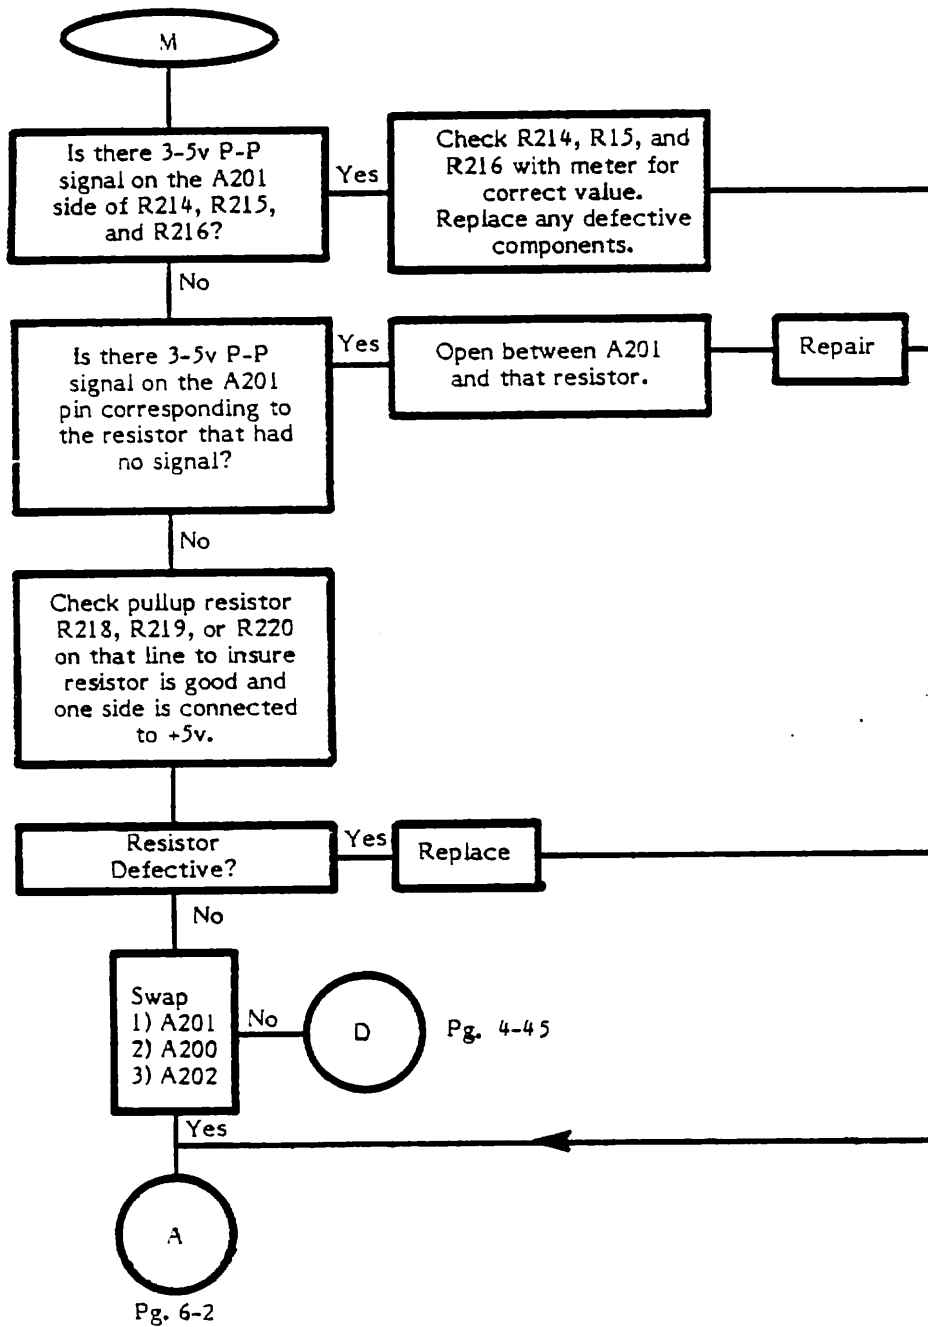 M
Is there 3-5v P-P
signal on the A201
side of R214, R215,
and R216?
Yes
Check R214, R15, and
R216 with meter for
correct value.
Replace any defective
components.
No
Is there 3-5v P-P
signal on the A201
pin corresponding to
the resistor that had
no signal?
Yes
Open between A201
and that resistor.
Repair
No
Check pullup resistor
R218, R219, or R220
on that line to insure
resistor is good and
one side is connected
to +5v.
Resistor
Defective?
Yes
Replace
No
Swap
1) A201
2) A200
3) A202
No
D
Pg. 4-45
Yes
A
Pg. 6-2